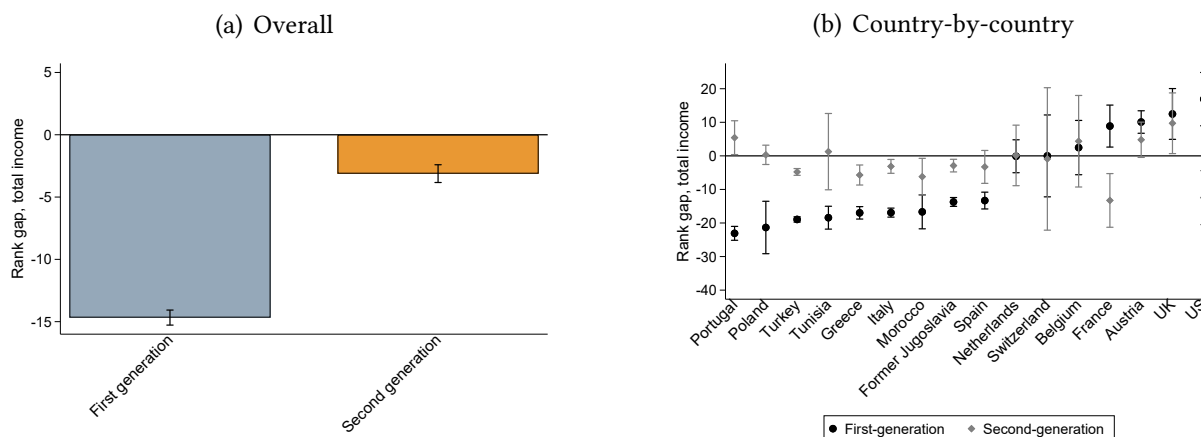 (a) Overall
Rank gap, total income
5
0
-5
-10
-15
First generation
Second generation
(b) Country-by-country
Rank gap, total income
20
10
0
-10
-20
-30
-40
Portugal
Poland
Turkey
Tunisia
Greece
Italy
Morocco
Former Jugoslavia
Spain
Netherlands
Switzerland
Belgium
France
Austria
UK
US
First-generation
Second-generation